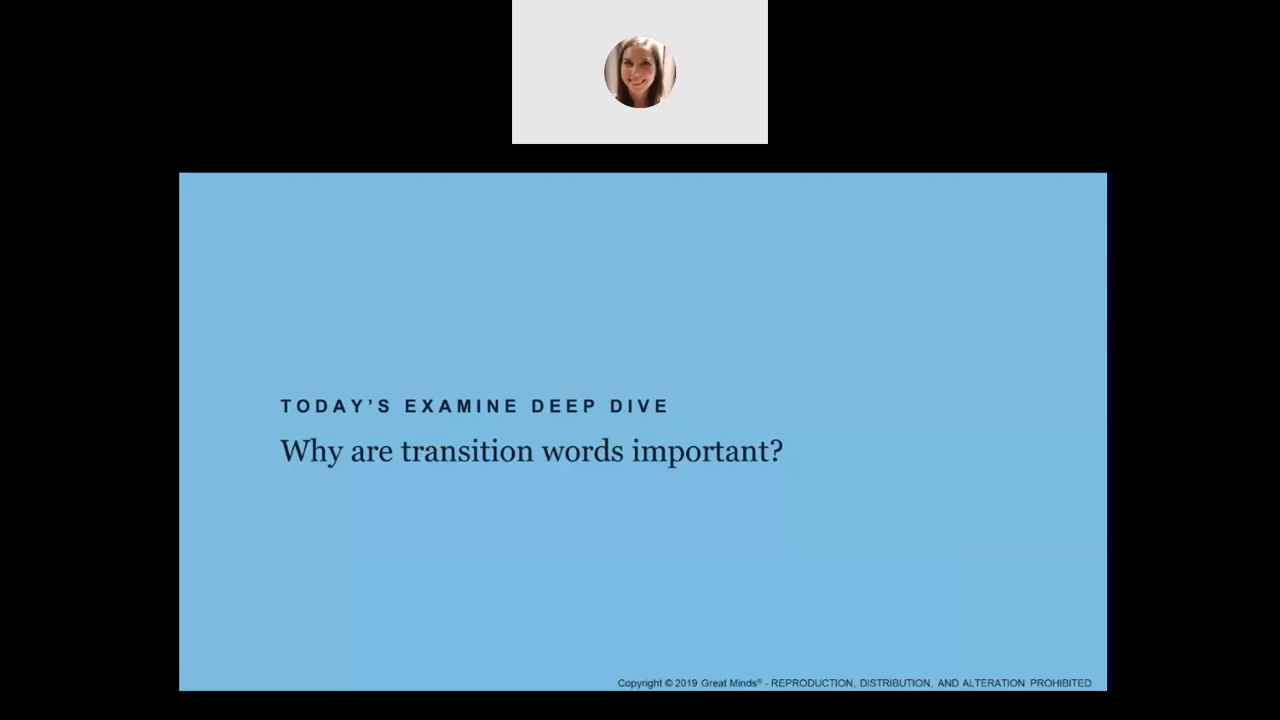 TODAY’S EXAMINE DEEP DIVE
Why are transition words important?
Copyright © 2019 Great Minds® - REPRODUCTION, DISTRIBUTION, AND ALTERATION PROHIBITED